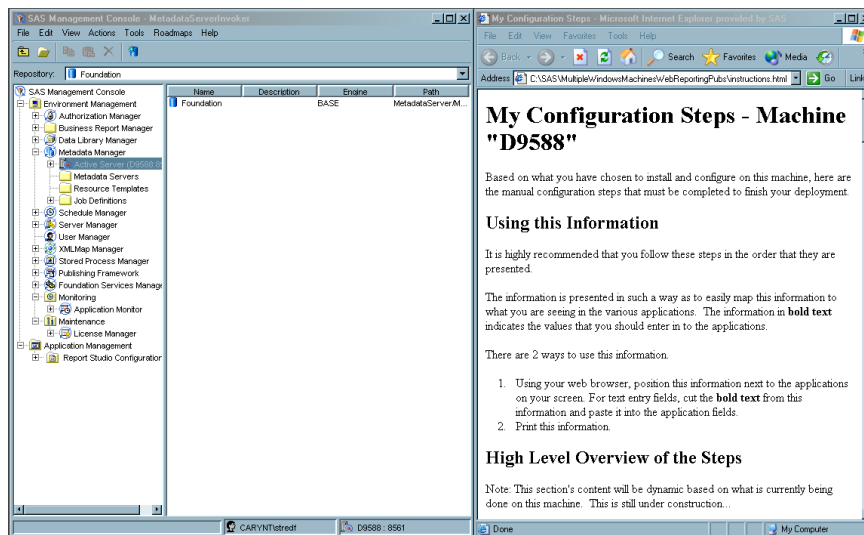 SAS Management Console - MetadataServerInvoker
File Edit View Actions Tools Roadmaps Help
Repository: Foundation
SAS Management Console
Environment Management
Authorization Manager
Business Report Manager
Data Library Manager
Metadata Manager
Active Server (D9588:85
Metadata Servers
Resource Templates
Job Definitions
Schedule Manager
Server Manager
User Manager
XMLMap Manager
Stored Process Manager
Publishing Framework
Foundation Services Manage
Monitoring
Application Monitor
Maintenance
License Manager
Application Management
Report Studio Configuration
Name Description Engine Path
Foundation BASE MetadataServer/M...
CARYNT\stredf D9588 : 8561
My Configuration Steps - Microsoft Internet Explorer provided by SAS
File Edit View Favorites Tools Help
Back Search Favorites Media
Address C:\SAS\MultipleWindowsMachinesWebReportingPubs\instructions.html Go Link
My Configuration Steps - Machine
"D9588"
Based on what you have chosen to install and configure on this machine, here are
the manual configuration steps that must be completed to finish your deployment.
Using this Information
It is highly recommended that you follow these steps in the order that they are
presented.
The information is presented in such a way as to easily map this information to
what you are seeing in the various applications. The information in bold text
indicates the values that you should enter in to the applications.
There are 2 ways to use this information.
1. Using your web browser, position this information next to the applications
on your screen. For text entry fields, cut the bold text from this
information and paste it into the application fields.
2. Print this information.
High Level Overview of the Steps
Note: This section's content will be dynamic based on what is currently being
done on this machine. This is still under construction...
Done My Computer